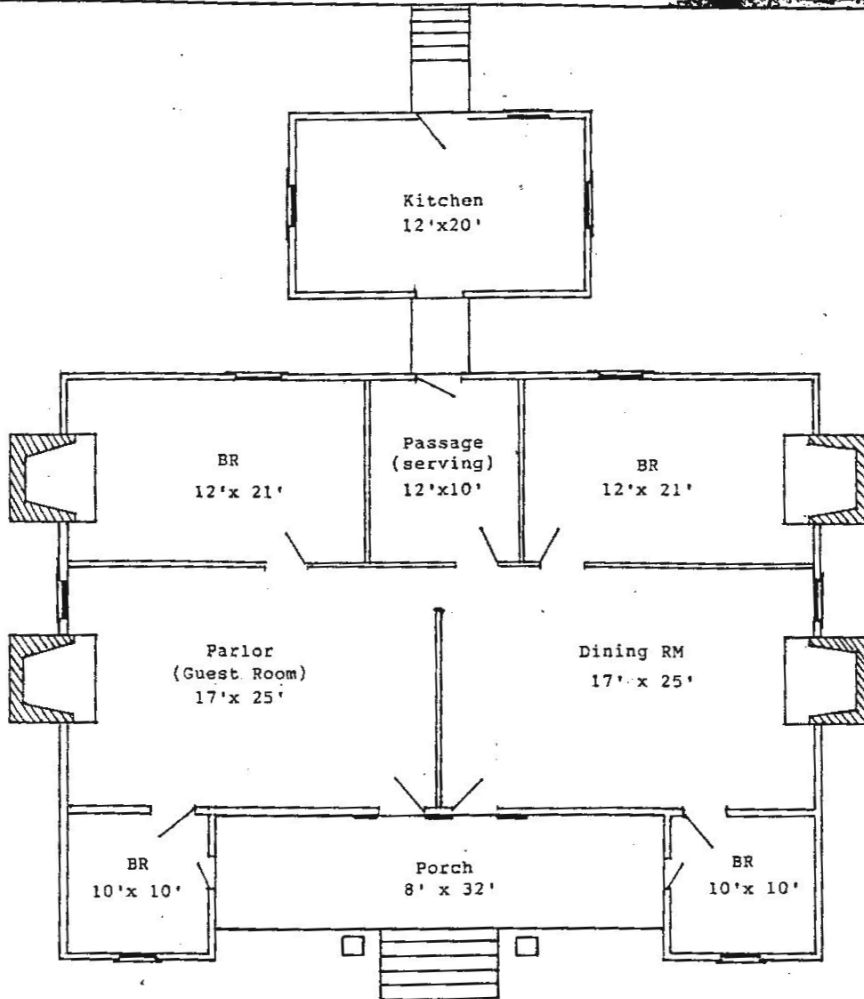 Kitchen
12'x20'
BR
12'x 21'
Passage
(serving)
12'x10'
BR
12'x 21'
Parlor
(Guest Room)
17'x 25'
Dining RM
17' x 25'
BR
10'x 10'
Porch
8' x 32'
BR
10'x 10'